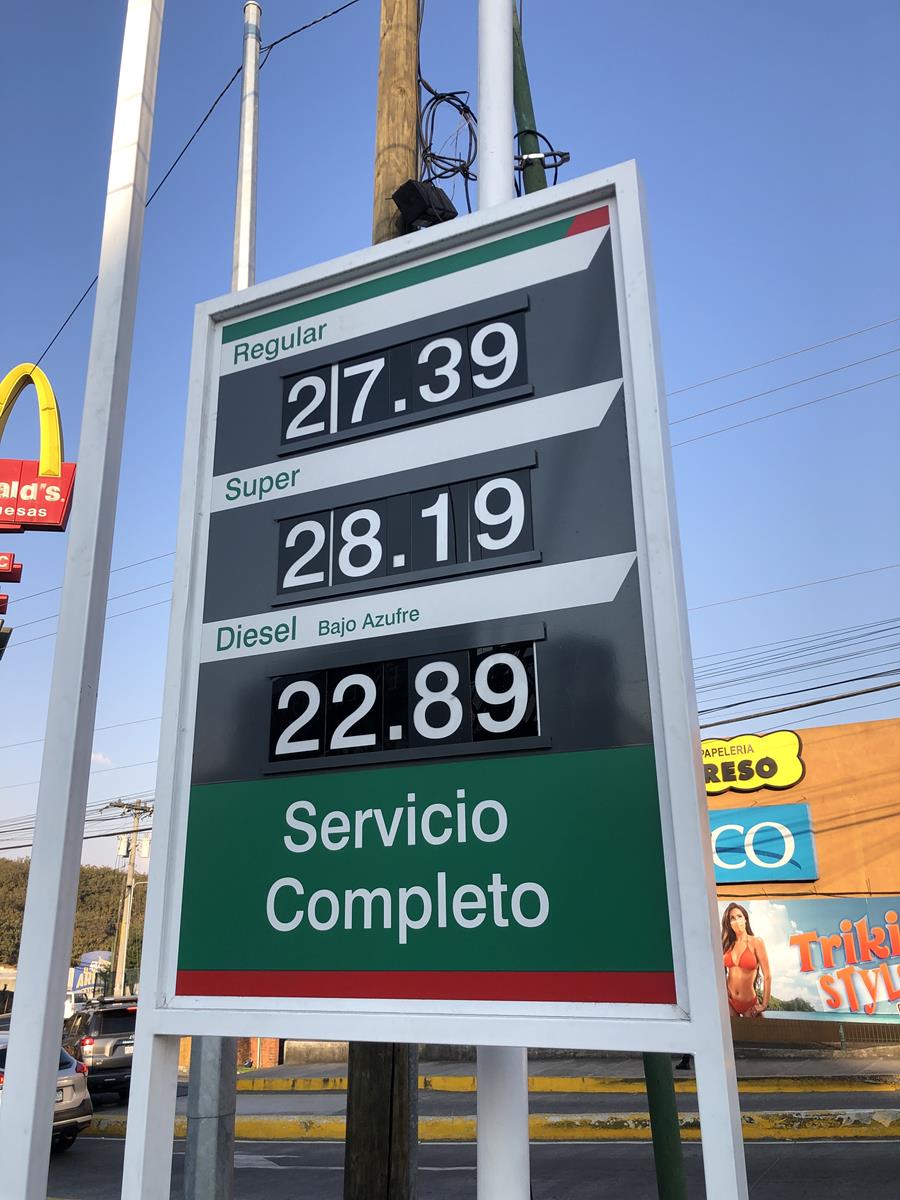 Regular
27.39
Super
28.19
Diesel Bajo Azufre
22.89
Servicio
Completo
ald's.
uesas
PAPELERIA
RESO
CO
Triki
STYL